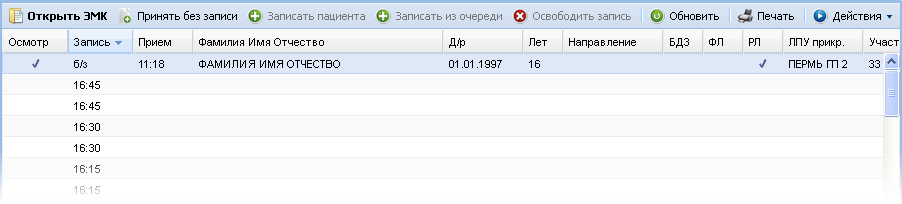 Открыть ЭМК Принять без записи Записать пациента Записать из очереди Освободить запись Обновить Печать Действия
Осмотр Запись Прием Фамилия Имя Отчество Д/р Лет Направление БДЗ ФЛ РЛ ЛПУ прикр. Участ
б/з 11:18 ФАМИЛИЯ ИМЯ ОТЧЕСТВО 01.01.1997 16 ПЕРМЬ ГП 2 33
16:45
16:45
16:30
16:30
16:15
16:15